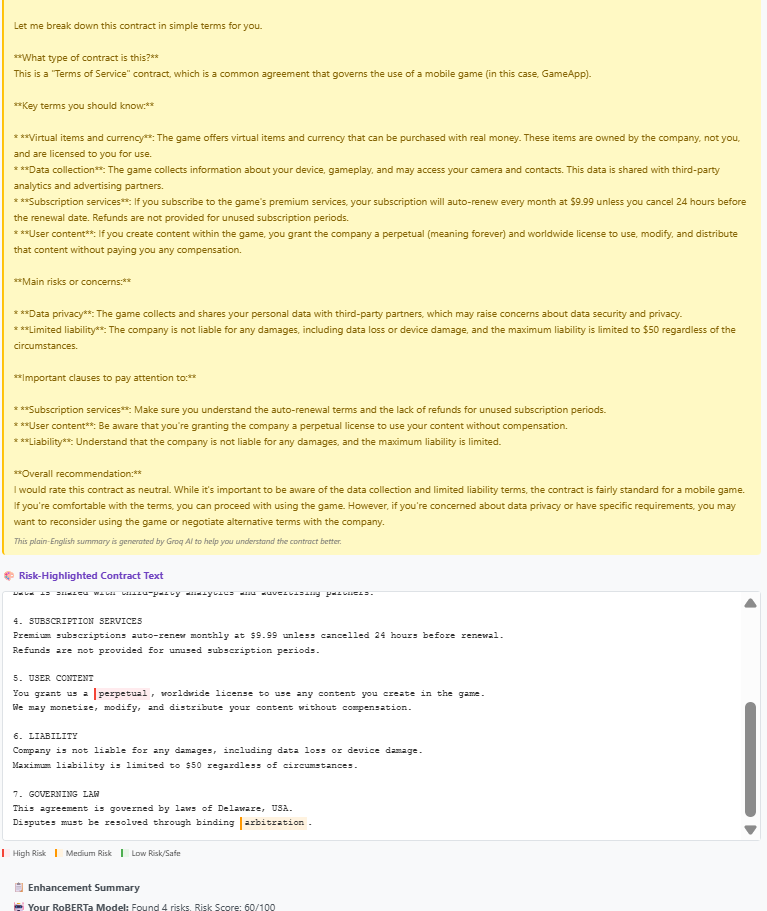 Let me break down this contract in simple terms for you.
**What type of contract is this?**
This is a "Terms of Service" contract, which is a common agreement that governs the use of a mobile game (in this case, GameApp).
**Key terms you should know:**
* **Virtual items and currency**: The game offers virtual items and currency that can be purchased with real money. These items are owned by the company, not you,
and are licensed to you for use.
* **Data collection**: The game collects information about your device, gameplay, and may access your camera and contacts. This data is shared with third-party
analytics and advertising partners.
* **Subscription services**: If you subscribe to the game's premium services, your subscription will auto-renew every month at $9.99 unless you cancel 24 hours before
the renewal date. Refunds are not provided for unused subscription periods.
* **User content**: If you create content within the game, you grant the company a perpetual (meaning forever) and worldwide license to use, modify, and distribute
that content without paying you any compensation.
**Main risks or concerns:**
* **Data privacy**: The game collects and shares your personal data with third-party partners, which may raise concerns about data security and privacy.
* **Limited liability**: The company is not liable for any damages, including data loss or device damage, and the maximum liability is limited to $50 regardless of the
circumstances.
**Important clauses to pay attention to:**
* **Subscription services**: Make sure you understand the auto-renewal terms and the lack of refunds for unused subscription periods.
* **User content**: Be aware that you're granting the company a perpetual license to use your content without compensation.
* **Liability**: Understand that the company is not liable for any damages, and the maximum liability is limited.
**Overall recommendation:**
I would rate this contract as neutral. While it's important to be aware of the data collection and limited liability terms, the contract is fairly standard for a mobile game.
If you're comfortable with the terms, you can proceed with using the game. However, if you're concerned about data privacy or have specific requirements, you may
want to reconsider using the game or negotiate alternative terms with the company.
This plain-English summary is generated by Groq AI to help you understand the contract better.
Risk-Highlighted Contract Text
Data is shared with third-party analytics and advertising partners.
4. SUBSCRIPTION SERVICES
Premium subscriptions auto-renew monthly at $9.99 unless cancelled 24 hours before renewal.
Refunds are not provided for unused subscription periods.
5. USER CONTENT
You grant us a perpetual, worldwide license to use any content you create in the game.
We may monetize, modify, and distribute your content without compensation.
6. LIABILITY
Company is not liable for any damages, including data loss or device damage.
Maximum liability is limited to $50 regardless of circumstances.
7. GOVERNING LAW
This agreement is governed by laws of Delaware, USA.
Disputes must be resolved through binding arbitration.
High Risk Medium Risk Low Risk/Safe
Enhancement Summary
Your RoBERTa Model: Found 4 risks, Risk Score: 60/100